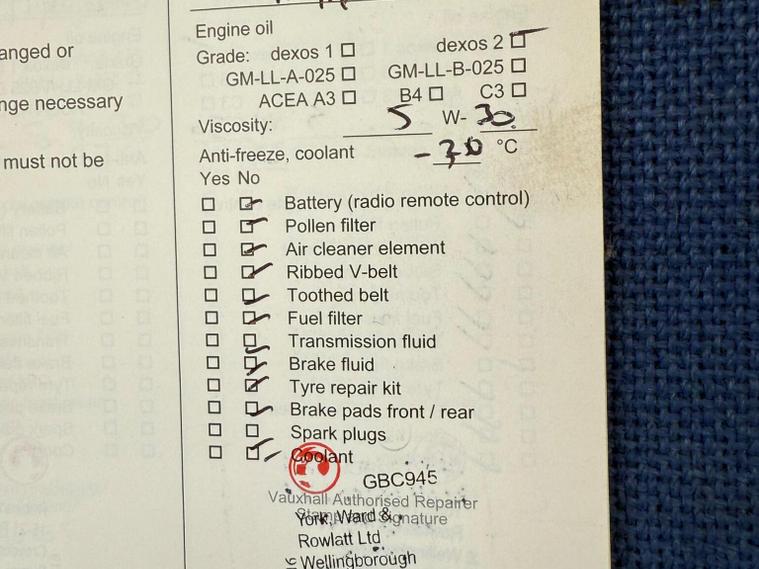 Engine oil
anged or
Grade: dexos 1 ☐ dexos 2 ☐
GM-LL-A-025 ☐ GM-LL-B-025 ☐
nge necessary
ACEA A3 ☐ B4 ☐ C3 ☐
Viscosity: 5 W- 30
must not be
Anti-freeze, coolant -30 °C
Yes No
Battery (radio remote control)
Pollen filter
Air cleaner element
Ribbed V-belt
Toothed belt
Fuel filter
Transmission fluid
Brake fluid
Tyre repair kit
Brake pads front / rear
Spark plugs
Coolant
GBC945
Vauxhall Authorised Repairer
Stamp and Signature
York, Ward &
Rowlatt Ltd
Wellingborough